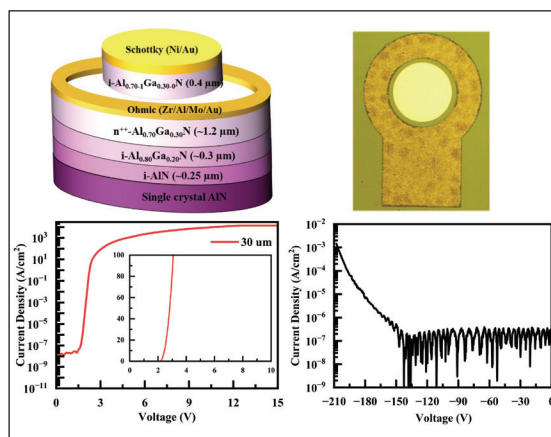 Schottky (Ni/Au)
i-Al0.70-1Ga0.30-0N (0.4 μm)
Ohmic (Zr/Al/Mo/Au)
n++-Al0.70Ga0.30N (~1.2 μm)
i-Al0.80Ga0.20N (~0.3 μm)
i-AlN (~0.25 μm)
Single crystal AlN
Current Density (A/cm2)
10^3
10^1
10^-1
10^-3
10^-5
10^-7
10^-9
10^-11
30 um
100
80
60
40
20
0
0 2 4 6 8 10
0 3 6 9 12 15
Voltage (V)
Current Density (A/cm2)
10^-2
10^-3
10^-4
10^-5
10^-6
10^-7
10^-8
10^-9
−210 −180 −150 −120 −90 −60 −30 0
Voltage (V)